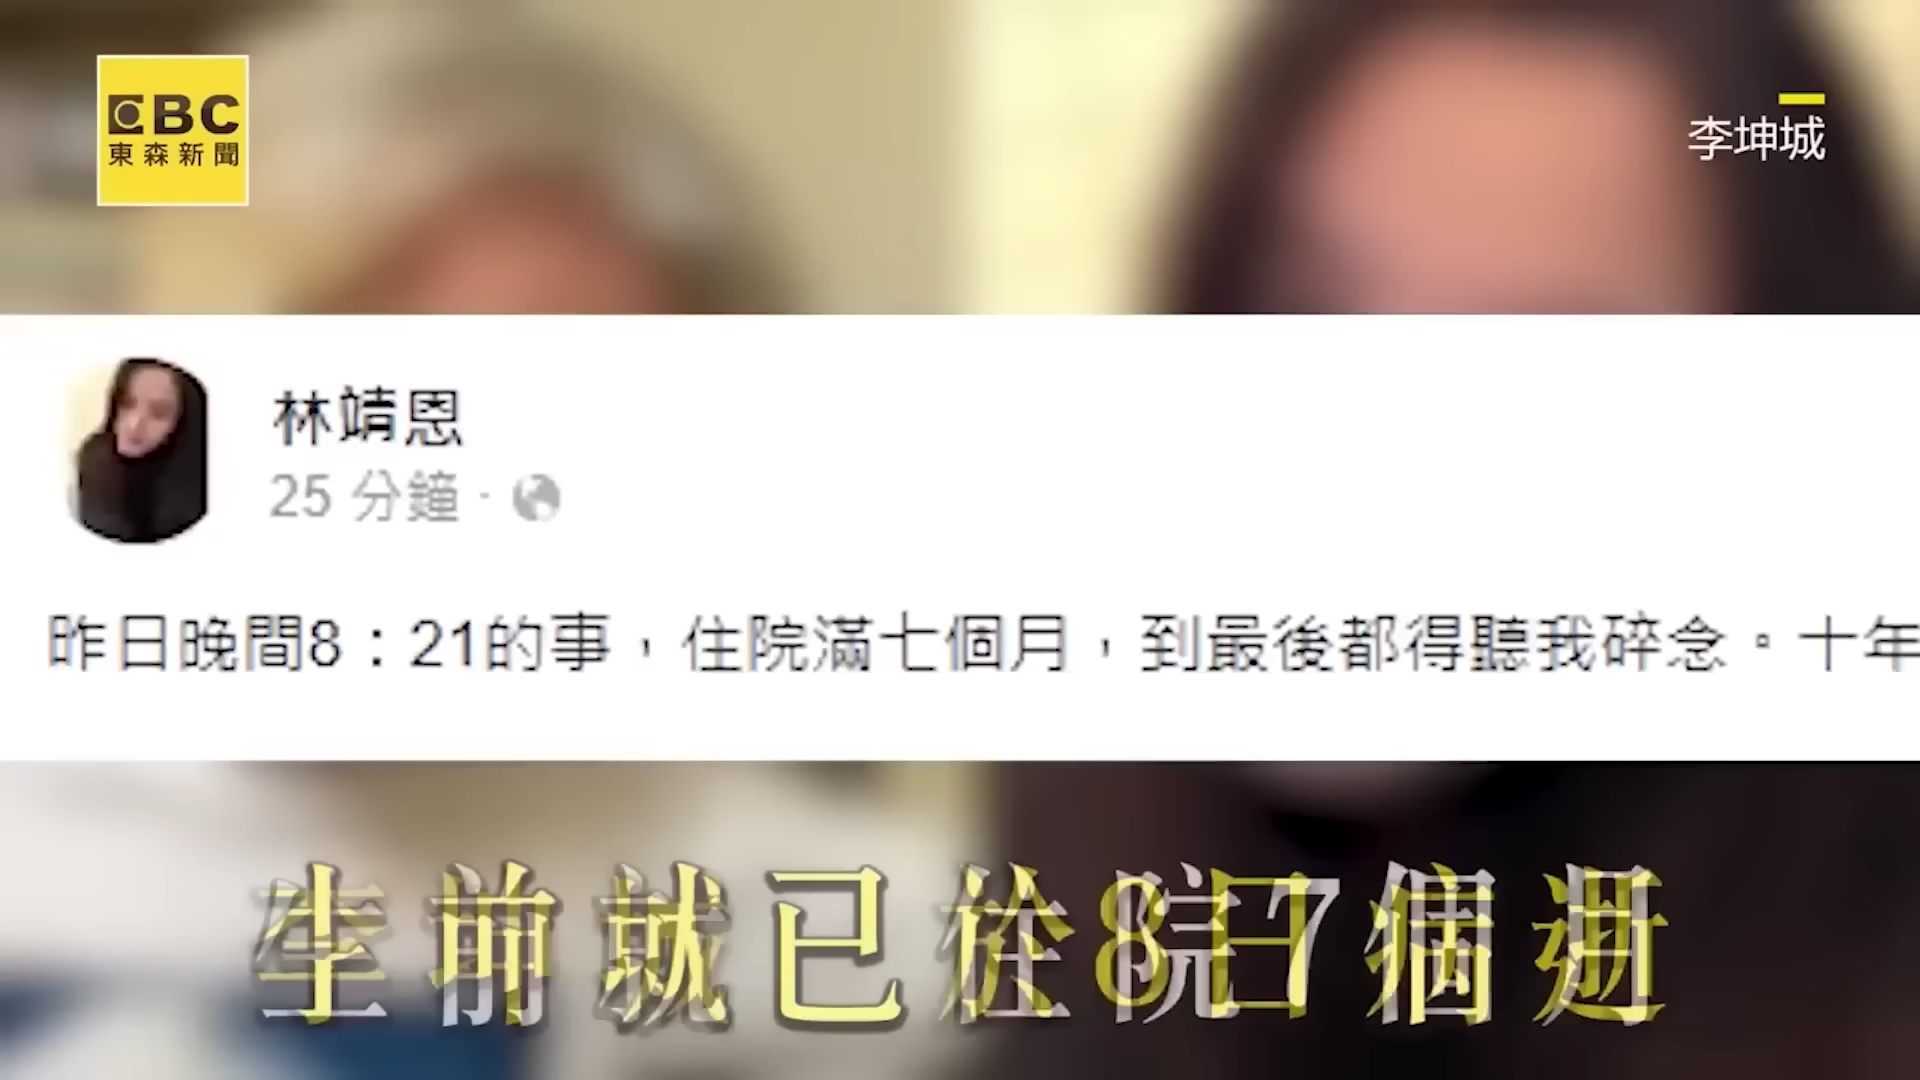 EBC
東森新聞
李坤城
林靖恩
25 分鐘 ·
昨日晚間8：21的事，住院滿七個月，到最後都得聽我碎念。十年